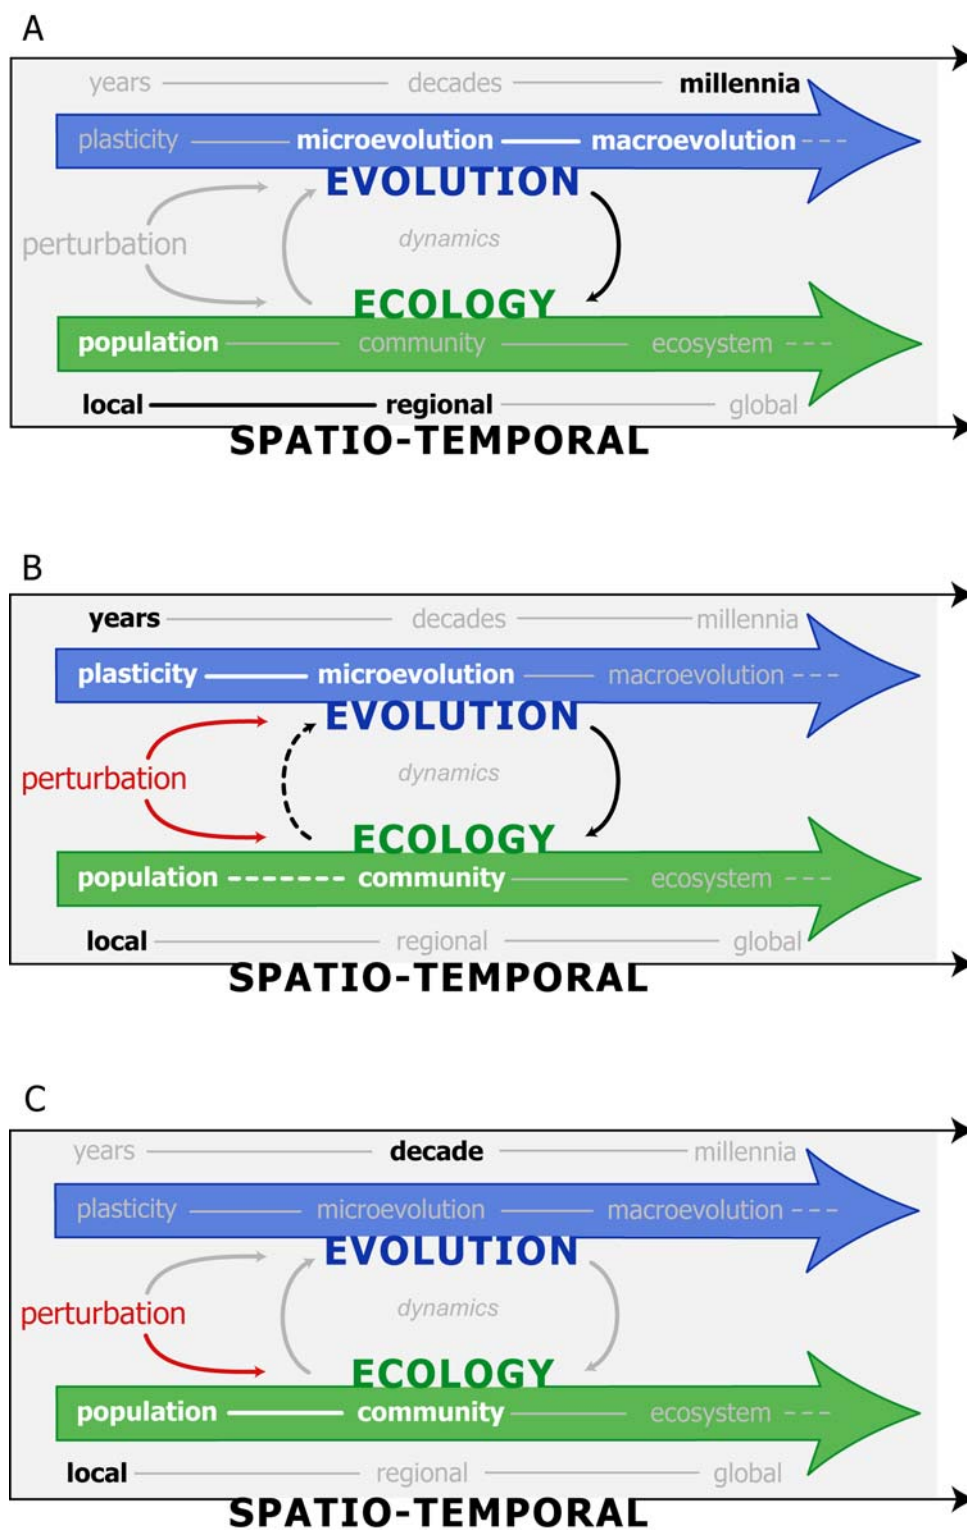 A
years decades millennia
plasticity microevolution macroevolution
EVOLUTION
perturbation dynamics
ECOLOGY
population community ecosystem
local regional global
SPATIO-TEMPORAL
B
years decades millennia
plasticity microevolution macroevolution
EVOLUTION
perturbation dynamics
ECOLOGY
population community ecosystem
local regional global
SPATIO-TEMPORAL
C
years decade millennia
plasticity microevolution macroevolution
EVOLUTION
perturbation dynamics
ECOLOGY
population community ecosystem
local regional global
SPATIO-TEMPORAL